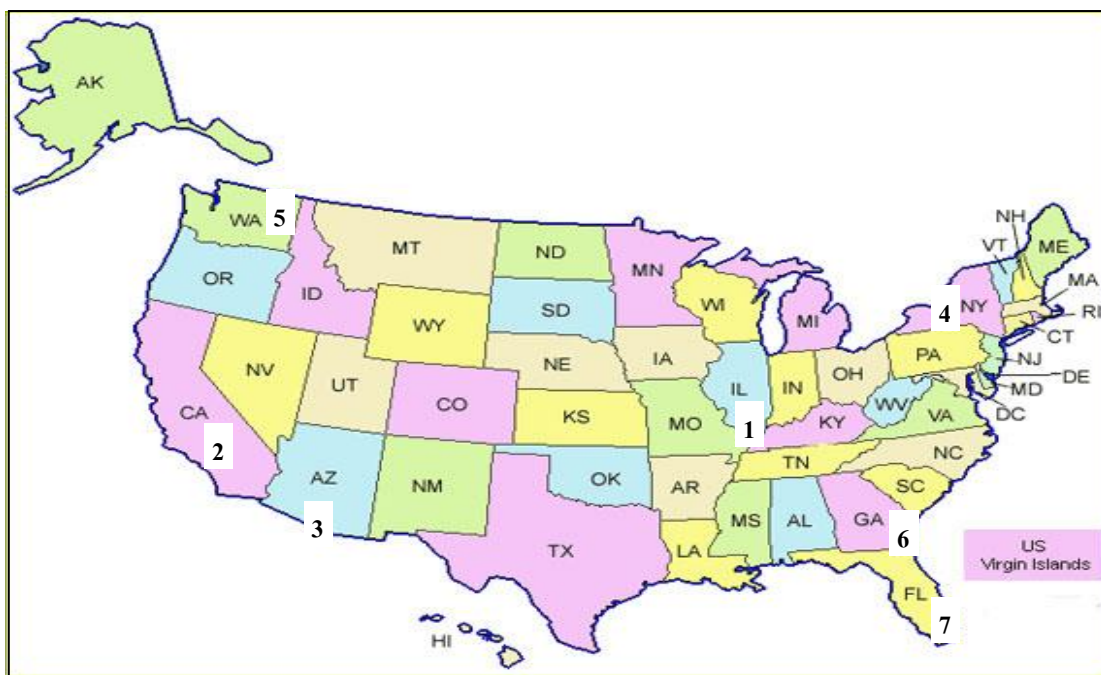 AK
WA
5
MT
ND
MN
NH
VT
ME
OR
ID
SD
WI
MA
WY
MI
4
NY
RI
CT
NE
IA
PA
NJ
NV
UT
IL
IN
OH
DE
CA
CO
MD
KS
MO
WV
DC
2
1
KY
VA
AZ
NM
OK
TN
NC
3
AR
SC
MS
AL
GA
6
TX
LA
US
Virgin Islands
FL
7
HI